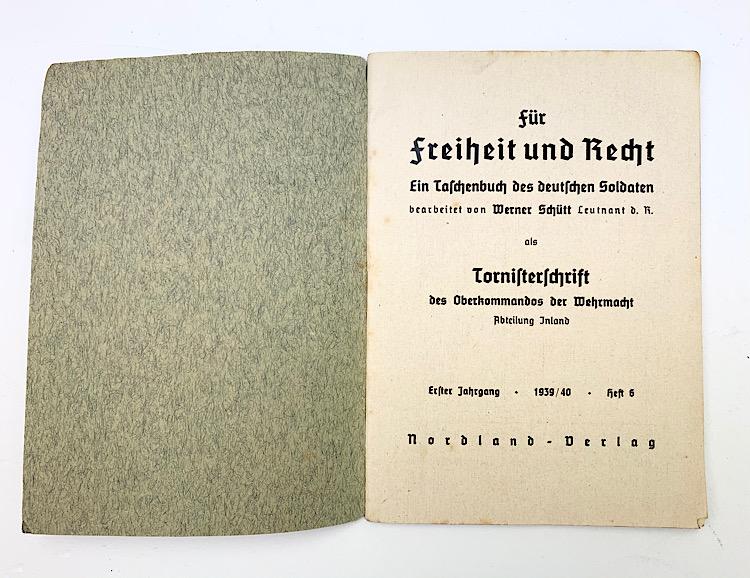 Für
Freiheit und Recht
Ein Taschenbuch des deutschen Soldaten
bearbeitet von Werner Schütt Leutnant d. R.
als
Tornisterschrift
des Oberkommandos der Wehrmacht
Abteilung Inland
Erster Jahrgang • 1939/40 • Heft 6
Nordland-Verlag